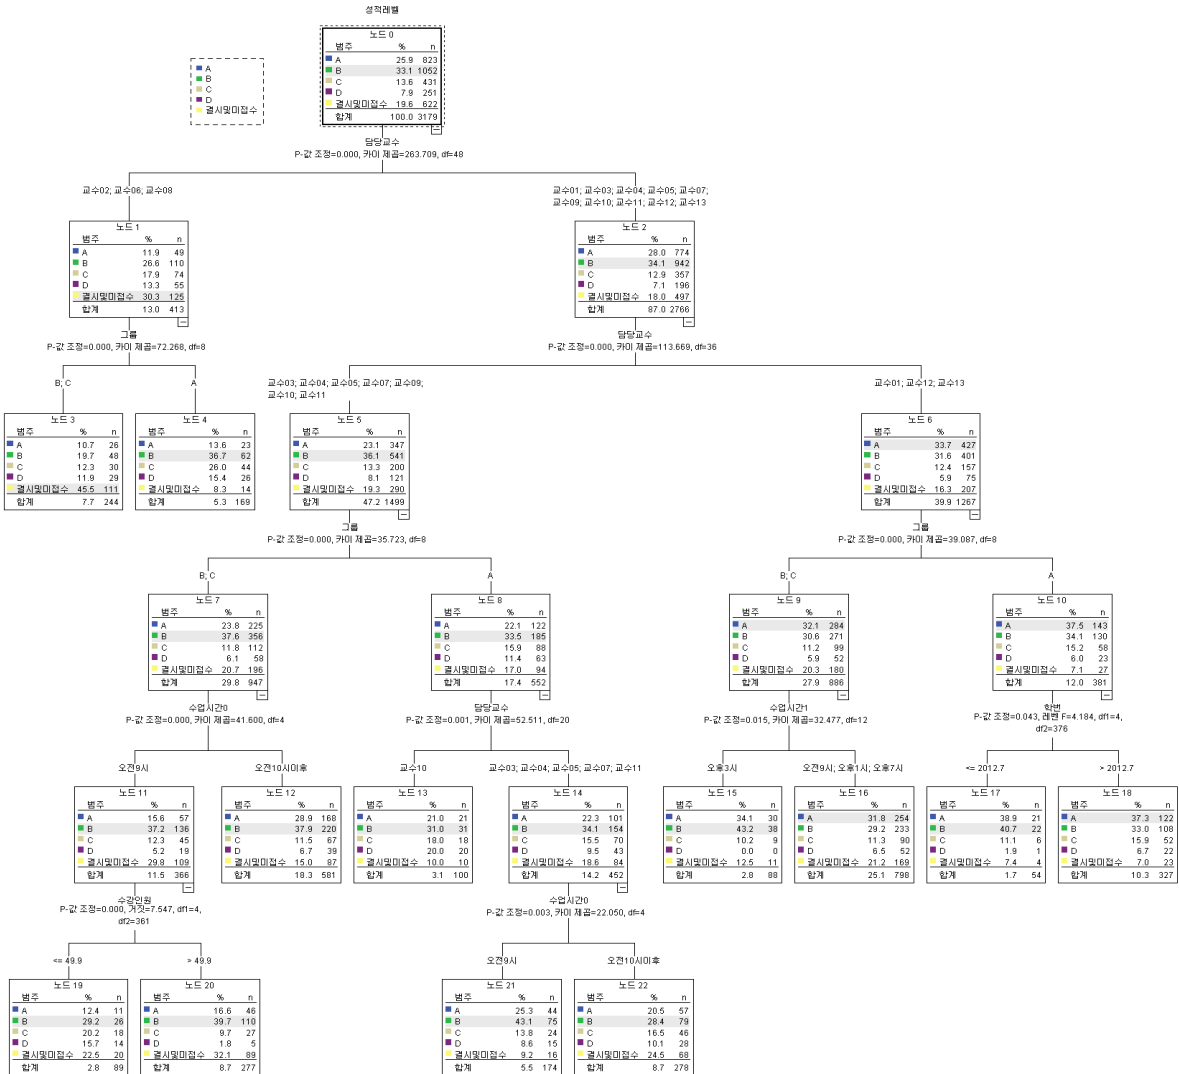 성적레벨
A
B
C
D
결시및미접수
노드 0
범주 % n
A 25.9 823
B 33.1 1052
C 13.6 431
D 7.9 251
결시및미접수 19.6 622
합계 100.0 3179
담당교수
P-값 조정=0.000, 카이 제곱=263.709, df=48
교수02; 교수06; 교수08
교수01; 교수03; 교수04; 교수05; 교수07;
교수09; 교수10; 교수11; 교수12; 교수13
노드 1
범주 % n
A 11.9 49
B 26.6 110
C 17.9 74
D 13.3 55
결시및미접수 30.3 125
합계 13.0 413
노드 2
범주 % n
A 28.0 774
B 34.1 942
C 12.9 357
D 7.1 196
결시및미접수 18.0 497
합계 87.0 2766
그룹
P-값 조정=0.000, 카이 제곱=72.268, df=8
담당교수
P-값 조정=0.000, 카이 제곱=113.669, df=36
B; C
A
교수03; 교수04; 교수05; 교수07; 교수09;
교수10; 교수11
교수01; 교수12; 교수13
노드 3
범주 % n
A 10.7 26
B 19.7 48
C 12.3 30
D 11.9 29
결시및미접수 45.5 111
합계 7.7 244
노드 4
범주 % n
A 13.6 23
B 36.7 62
C 26.0 44
D 15.4 26
결시및미접수 8.3 14
합계 5.3 169
노드 5
범주 % n
A 23.1 347
B 36.1 541
C 13.3 200
D 8.1 121
결시및미접수 19.3 290
합계 47.2 1499
노드 6
범주 % n
A 33.7 427
B 31.6 401
C 12.4 157
D 5.9 75
결시및미접수 16.3 207
합계 39.9 1267
그룹
P-값 조정=0.000, 카이 제곱=35.723, df=8
그룹
P-값 조정=0.000, 카이 제곱=39.087, df=8
B; C
A
B; C
A
노드 7
범주 % n
A 23.8 225
B 37.6 356
C 11.8 112
D 6.1 58
결시및미접수 20.7 196
합계 29.8 947
노드 8
범주 % n
A 22.1 122
B 33.5 185
C 15.9 88
D 11.4 63
결시및미접수 17.0 94
합계 17.4 552
노드 9
범주 % n
A 32.1 284
B 30.6 271
C 11.2 99
D 5.9 52
결시및미접수 20.3 180
합계 27.9 886
노드 10
범주 % n
A 37.5 143
B 34.1 130
C 15.2 58
D 6.0 23
결시및미접수 7.1 27
합계 12.0 381
수업시간0
P-값 조정=0.000, 카이 제곱=41.600, df=4
담당교수
P-값 조정=0.001, 카이 제곱=52.511, df=20
수업시간1
P-값 조정=0.015, 카이 제곱=32.477, df=12
학번
P-값 조정=0.043, 레벤 F=4.184, df1=4,
df2=376
오전9시
오전10시이후
교수10
교수03; 교수04; 교수05; 교수07; 교수11
오후3시
오전9시; 오후1시; 오후7시
<= 2012.7
> 2012.7
노드 11
범주 % n
A 15.6 57
B 37.2 136
C 12.3 45
D 5.2 19
결시및미접수 29.8 109
합계 11.5 366
노드 12
범주 % n
A 28.9 168
B 37.9 220
C 11.5 67
D 6.7 39
결시및미접수 15.0 87
합계 18.3 581
노드 13
범주 % n
A 21.0 21
B 31.0 31
C 18.0 18
D 20.0 20
결시및미접수 10.0 10
합계 3.1 100
노드 14
범주 % n
A 22.3 101
B 34.1 154
C 15.5 70
D 9.5 43
결시및미접수 18.6 84
합계 14.2 452
노드 15
범주 % n
A 34.1 30
B 43.2 38
C 10.2 9
D 0.0 0
결시및미접수 12.5 11
합계 2.8 88
노드 16
범주 % n
A 31.8 254
B 29.2 233
C 11.3 90
D 6.5 52
결시및미접수 21.2 169
합계 25.1 798
노드 17
범주 % n
A 38.9 21
B 40.7 22
C 11.1 6
D 1.9 1
결시및미접수 7.4 4
합계 1.7 54
노드 18
범주 % n
A 37.3 122
B 33.0 108
C 15.9 52
D 6.7 22
결시및미접수 7.0 23
합계 10.3 327
수강인원
P-값 조정=0.000, 거짓=7.547, df1=4,
df2=361
수업시간0
P-값 조정=0.003, 카이 제곱=22.050, df=4
<= 49.9
> 49.9
오전9시
오전10시이후
노드 19
범주 % n
A 12.4 11
B 29.2 26
C 20.2 18
D 15.7 14
결시및미접수 22.5 20
합계 2.8 89
노드 20
범주 % n
A 16.6 46
B 39.7 110
C 9.7 27
D 1.8 5
결시및미접수 32.1 89
합계 8.7 277
노드 21
범주 % n
A 25.3 44
B 43.1 75
C 13.8 24
D 8.6 15
결시및미접수 9.2 16
합계 5.5 174
노드 22
범주 % n
A 20.5 57
B 28.4 79
C 16.5 46
D 10.1 28
결시및미접수 24.5 68
합계 8.7 278